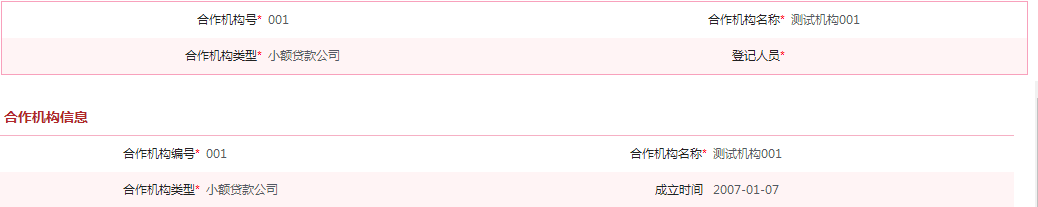 合作机构号* 001 合作机构名称* 测试机构001
合作机构类型* 小额贷款公司 登记人员*
合作机构信息
合作机构编号* 001 合作机构名称* 测试机构001
合作机构类型* 小额贷款公司 成立时间 2007-01-07